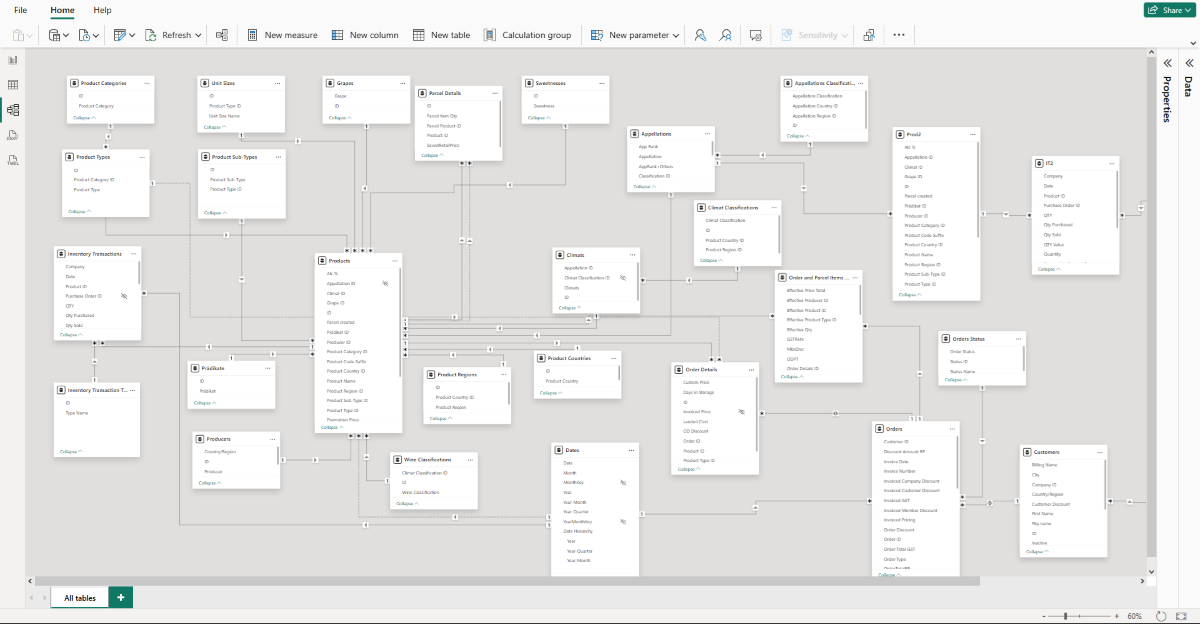 File
Home
Help
Share
Refresh
New measure
New column
New table
Calculation group
New parameter
Sensitivity
Properties
Data
Product Categories
ID
Product Category
Collapse
Unit Sizes
ID
Product Type ID
Unit Size Name
Collapse
Grapes
Grape
ID
Collapse
Parcel Details
ID
Parcel Item Qty
Parcel Product ID
Product ID
SavedRetailPrice
Collapse
Sweetnesses
ID
Sweetness
Collapse
Appellations
App Rank
Appellation
AppRank-Others
Classification ID
Collapse
Appellations Classificati...
Appellation Classification
Appellation Country ID
Appellation Region ID
ID
Collapse
Prod2
Alc %
Appellation ID
Climat ID
Grape ID
ID
Parcel created
Prädikat ID
Producer ID
Product Category ID
Product Code Suffix
Product Country ID
Product Name
Product Region ID
Product Sub Type ID
Product Type ID
Collapse
IT2
Company
Date
Product ID
Purchase Order ID
QTY
Qty Purchased
Qty Sold
QTY Value
Quantity
Collapse
Product Types
ID
Product Category ID
Product Type
Collapse
Product Sub-Types
ID
Product Sub-Type
Product Type ID
Collapse
Climat Classifications
Climat Classification
ID
Product Country ID
Product Region ID
Collapse
Inventory Transactions
Company
Date
Product ID
Purchase Order ID
QTY
Qty Purchased
Qty Sold
Collapse
Products
Alc %
Appellation ID
Climat ID
Grape ID
ID
Parcel created
Prädikat ID
Producer ID
Product Category ID
Product Code Suffix
Product Country ID
Product Name
Product Region ID
Product Sub Type ID
Product Type ID
Promotion Price
Collapse
Climats
Appellation ID
Climat Classification ID
Climats
ID
Collapse
Order and Parcel Items ...
Effective Price Total
Effective Producer ID
Effective Product ID
Effective Product Type ID
Effective Qty
GSTRate
MiscDec
ODPT
Order Details ID
Collapse
Orders Status
Order Status
Status ID
Status Name
Collapse
Prädikate
ID
Prädikat
Collapse
Product Regions
ID
Product Country ID
Product Region
Collapse
Product Countries
ID
Product Country
Collapse
Order Details
Custom Price
Days In Storage
ID
Invoiced Price
Landed Cost
OD Discount
Order ID
Product ID
Product Type ID
Collapse
Inventory Transaction T...
ID
Type Name
Collapse
Producers
Country/Region
ID
Producer
Collapse
Wine Classifications
Climat Classification ID
ID
Wine Classification
Collapse
Dates
Date
Month
MonthKey
Year
Year Month
Year Quarter
YearMonthKey
Date Hierarchy
Year
Year Quarter
Year Month
Orders
Customer ID
Discount Amount RP
Invoice Date
Invoice Number
Invoiced Company Discount
Invoiced Customer Discount
Invoiced GST
Invoiced Member Discount
Invoiced Pricing
Order Discount
Order ID
Order Total GST
Order Type
Collapse
Customers
Billing Name
City
Company ID
Country/Region
Customer Discount
First Name
Flip name
ID
Inactive
Collapse
All tables
+
- + 60%